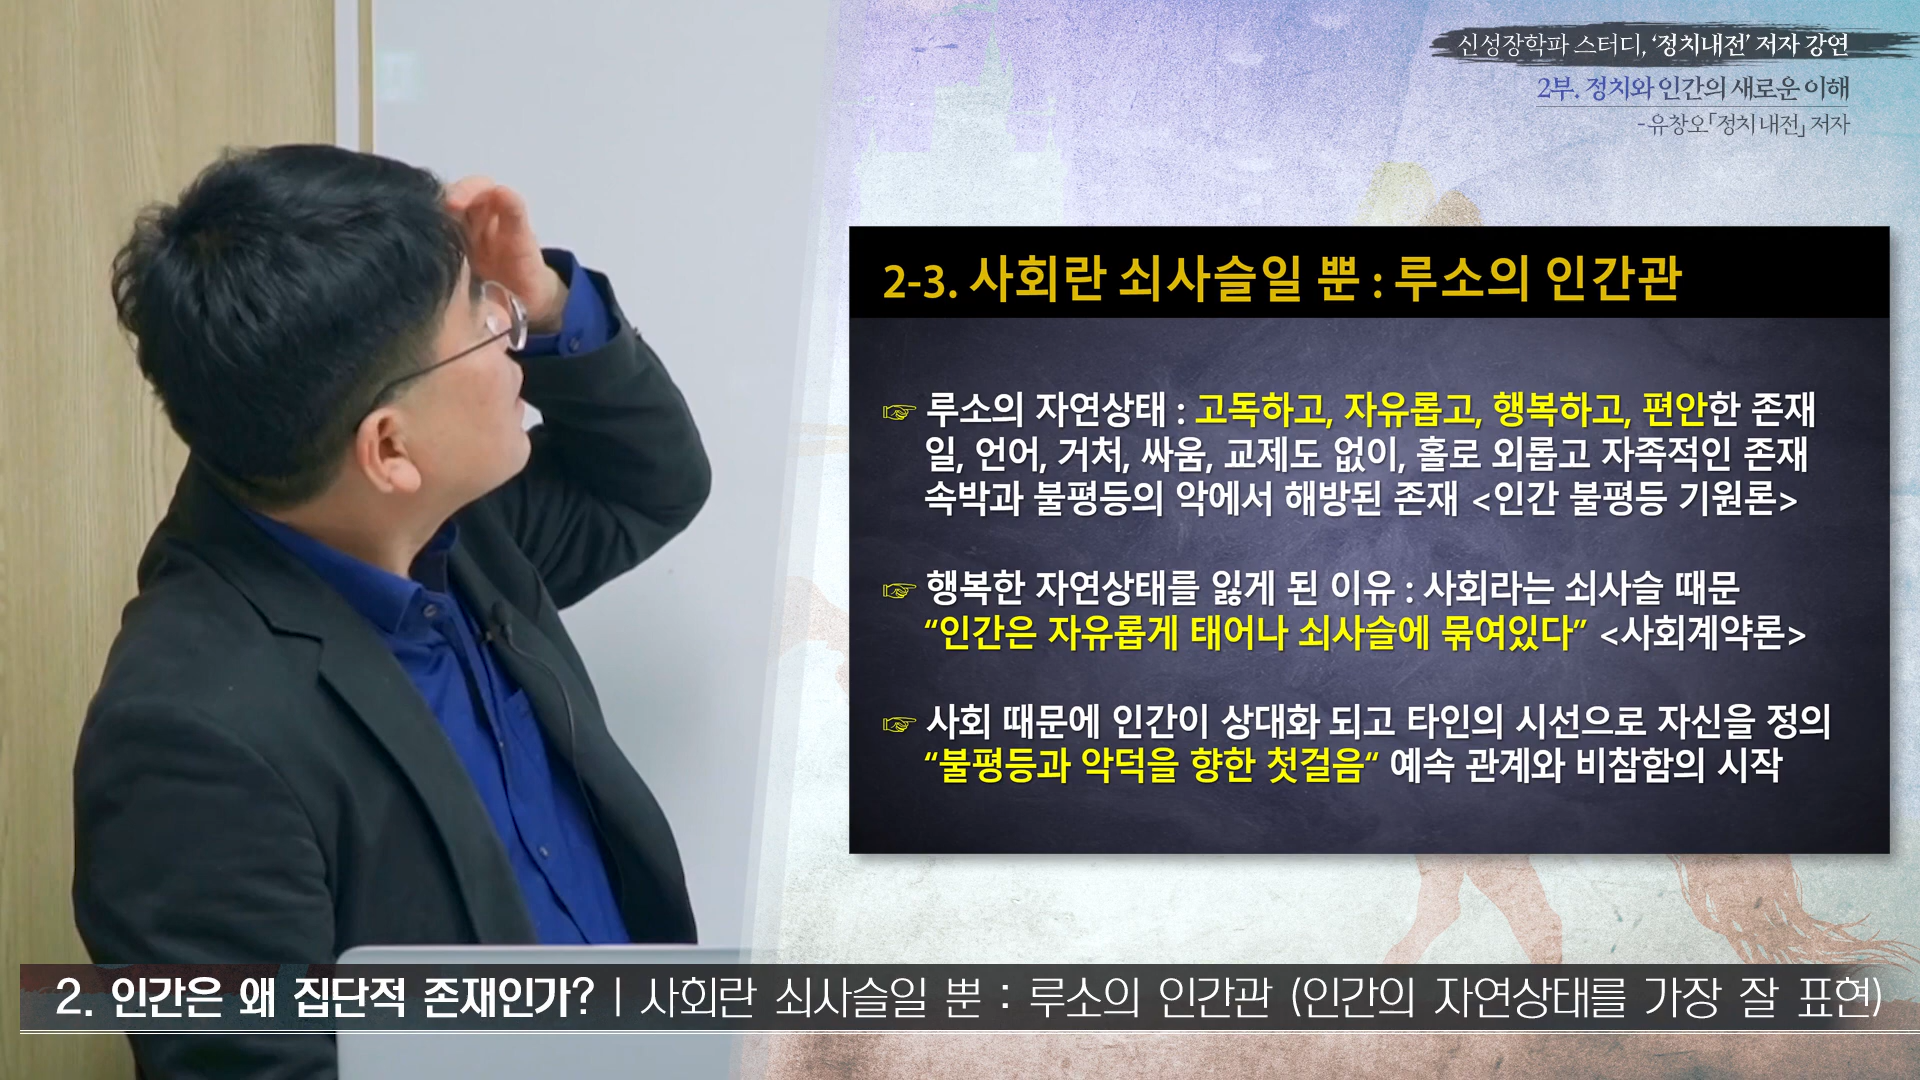 신성장학파 스터디, ‘정치내전’ 저자 강연
2부. 정치와 인간의 새로운 이해
-유창오「정치 내전」 저자
2-3. 사회란 쇠사슬일 뿐 : 루소의 인간관
☞ 루소의 자연상태 : 고독하고, 자유롭고, 행복하고, 편안한 존재
일, 언어, 거처, 싸움, 교제도 없이, 홀로 외롭고 자족적인 존재
속박과 불평등의 악에서 해방된 존재 <인간 불평등 기원론>
☞ 행복한 자연상태를 잃게 된 이유 : 사회라는 쇠사슬 때문
“인간은 자유롭게 태어나 쇠사슬에 묶여있다” <사회계약론>
☞ 사회 때문에 인간이 상대화 되고 타인의 시선으로 자신을 정의
“불평등과 악덕을 향한 첫걸음“ 예속 관계와 비참함의 시작
2. 인간은 왜 집단적 존재인가? | 사회란 쇠사슬일 뿐 : 루소의 인간관 (인간의 자연상태를 가장 잘 표현)